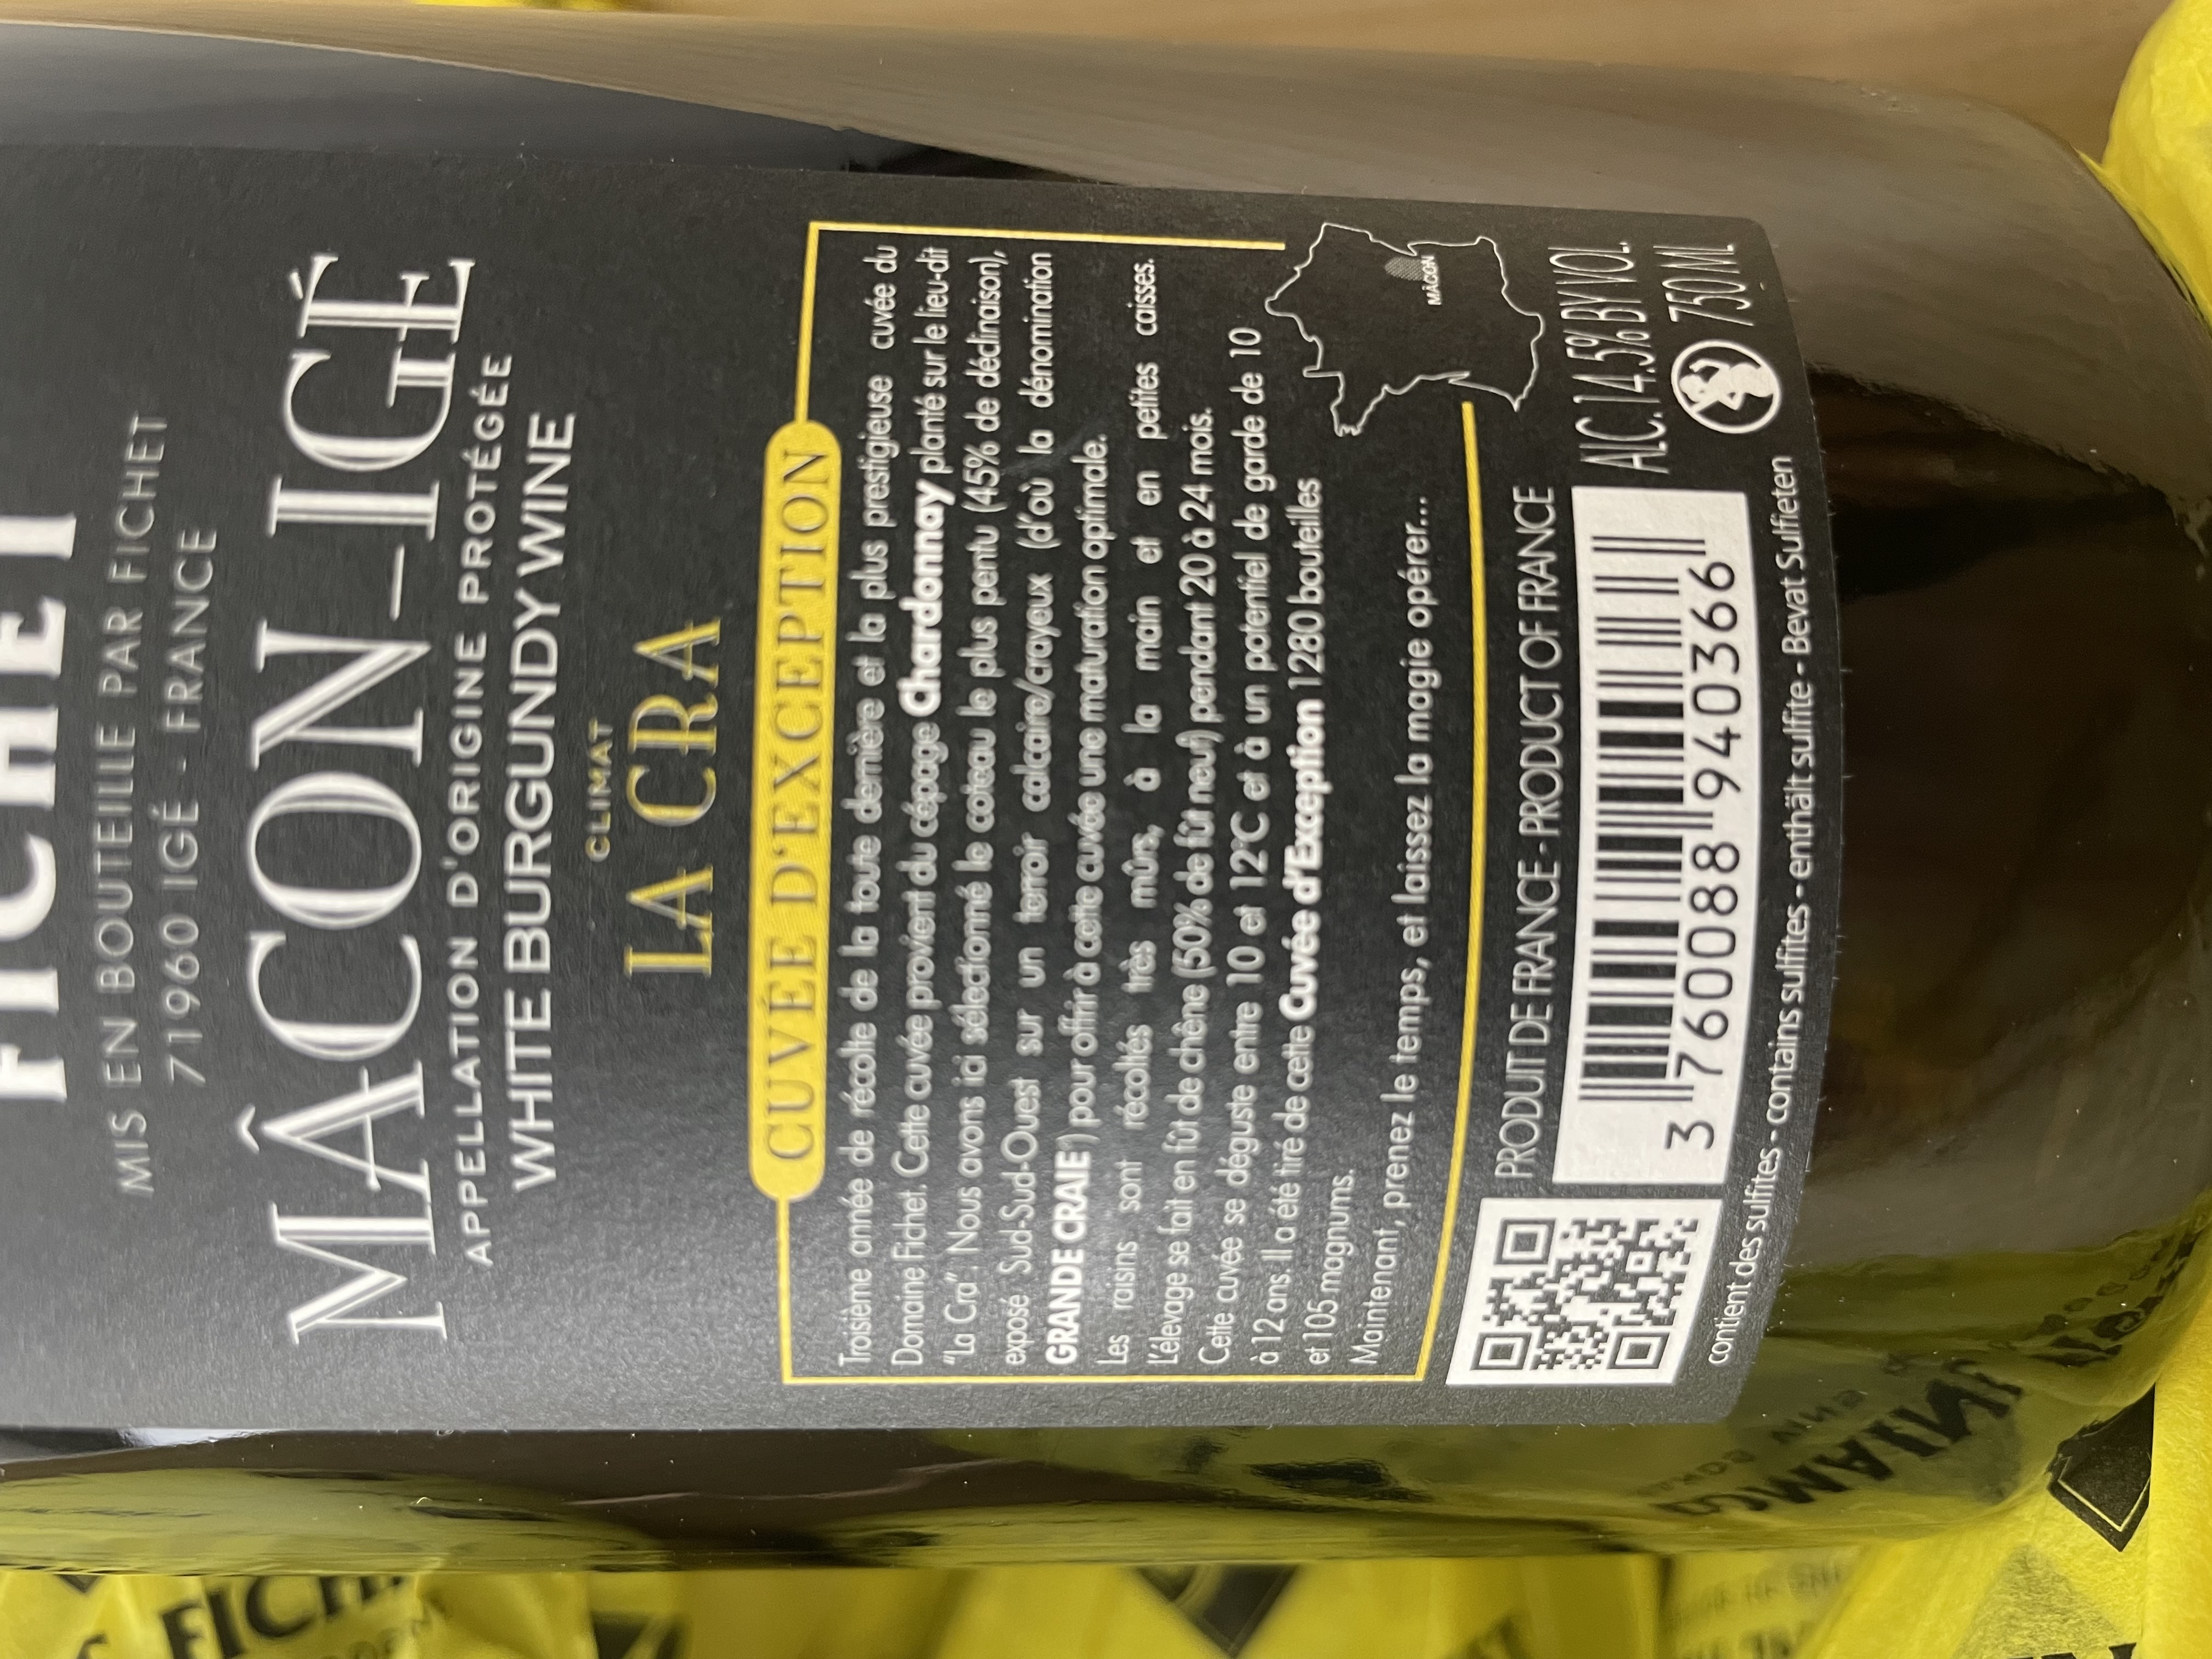 FICHET
MIS EN BOUTEILLE PAR FICHET
71960 IGÉ - FRANCE
MÂCON-IGÉ
APPELLATION D'ORIGINE PROTÉGÉE
WHITE BURGUNDY WINE
CLIMAT
LA CRA
CUVÉE D'EXCEPTION
Troisième année de récolte de la toute dernière et la plus prestigieuse cuvée du
Domaine Fichet. Cette cuvée provient du cépage Chardonnay planté sur le lieu-dit
"La Cra". Nous avons ici sélectionné le coteau le plus pentu (45% de déclinaison),
exposé Sud-Sud-Ouest sur un terroir calcaire/crayeux (d'où la dénomination
GRANDE CRAIE") pour offrir à cette cuvée une maturation optimale.
Les raisins sont récoltés très mûrs, à la main et en petites caisses.
L'élevage se fait en fût de chêne (50% de fût neuf) pendant 20 à 24 mois.
Cette cuvée se déguste entre 10 et 12°C et à un potentiel de garde de 10
à 12 ans. Il a été tiré de cette Cuvée d'Exception 1280 bouteilles
et 105 magnums.
Maintenant, prenez le temps, et laissez la magie opérer...
MÂCON
PRODUIT DE FRANCE - PRODUCT OF FRANCE
ALC. 14.5% BY VOL.
750 ML
3 760088 940366
contient des sulfites - contains sulfites - enthält sulfite - Bevat Sulfieten
FICH